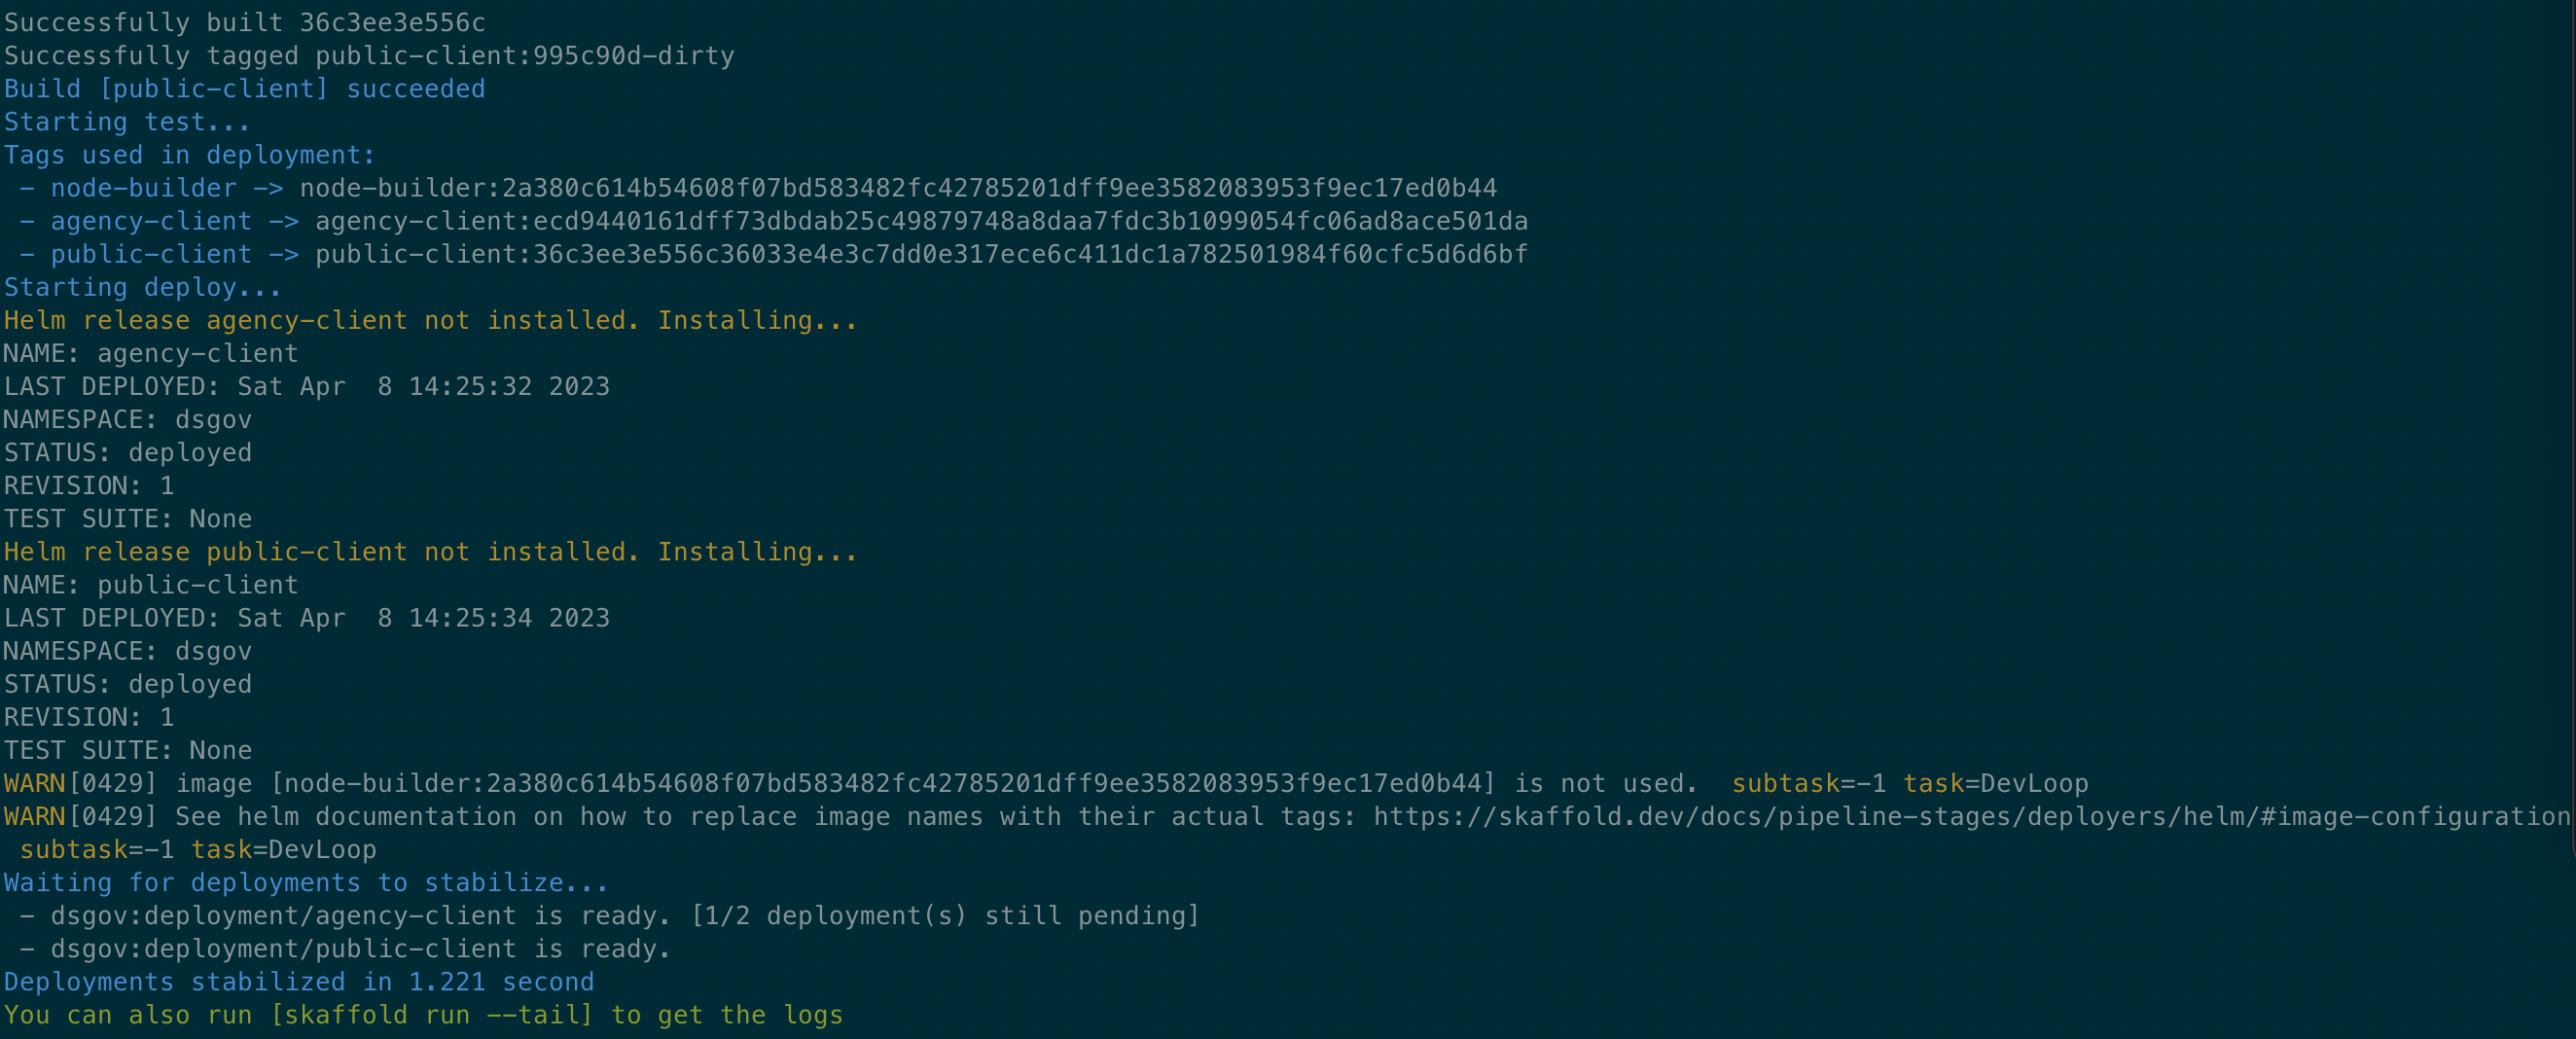 Successfully built 36c3ee3e556c
Successfully tagged public-client:995c90d-dirty
Build [public-client] succeeded
Starting test...
Tags used in deployment:
 - node-builder -> node-builder:2a380c614b54608f07bd583482fc42785201dff9ee3582083953f9ec17ed0b44
 - agency-client -> agency-client:ecd9440161dff73dbdab25c49879748a8daa7fdc3b1099054fc06ad8ace501da
 - public-client -> public-client:36c3ee3e556c36033e4e3c7dd0e317ece6c411dc1a782501984f60cfc5d6d6bf
Starting deploy...
Helm release agency-client not installed. Installing...
NAME: agency-client
LAST DEPLOYED: Sat Apr  8 14:25:32 2023
NAMESPACE: dsgov
STATUS: deployed
REVISION: 1
TEST SUITE: None
Helm release public-client not installed. Installing...
NAME: public-client
LAST DEPLOYED: Sat Apr  8 14:25:34 2023
NAMESPACE: dsgov
STATUS: deployed
REVISION: 1
TEST SUITE: None
WARN[0429] image [node-builder:2a380c614b54608f07bd583482fc42785201dff9ee3582083953f9ec17ed0b44] is not used.  subtask=-1 task=DevLoop
WARN[0429] See helm documentation on how to replace image names with their actual tags: https://skaffold.dev/docs/pipeline-stages/deployers/helm/#image-configuration
 subtask=-1 task=DevLoop
Waiting for deployments to stabilize...
 - dsgov:deployment/agency-client is ready. [1/2 deployment(s) still pending]
 - dsgov:deployment/public-client is ready.
Deployments stabilized in 1.221 second
You can also run [skaffold run --tail] to get the logs